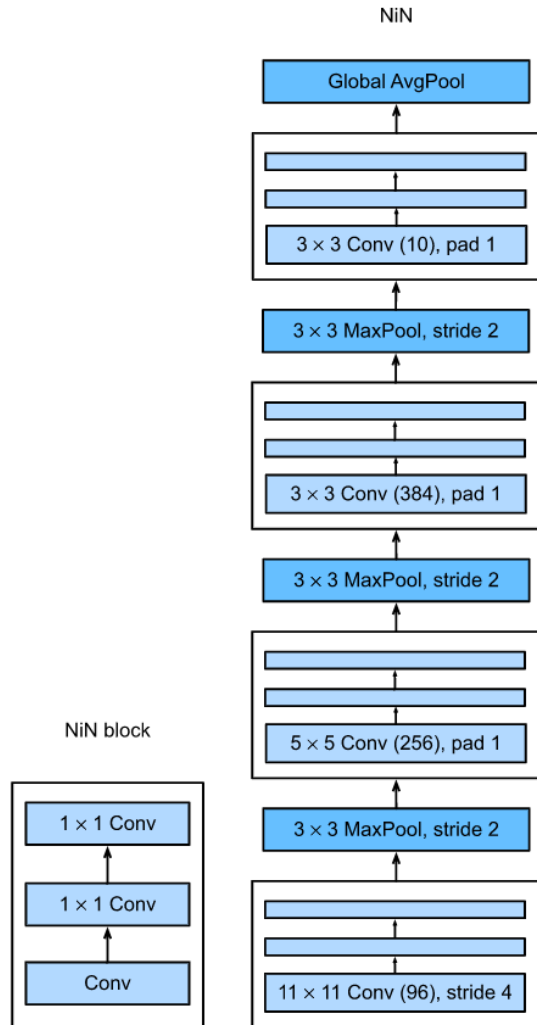 NiN
Global AvgPool
3 × 3 Conv (10), pad 1
3 × 3 MaxPool, stride 2
3 × 3 Conv (384), pad 1
3 × 3 MaxPool, stride 2
5 × 5 Conv (256), pad 1
3 × 3 MaxPool, stride 2
11 × 11 Conv (96), stride 4
NiN block
1 × 1 Conv
1 × 1 Conv
Conv